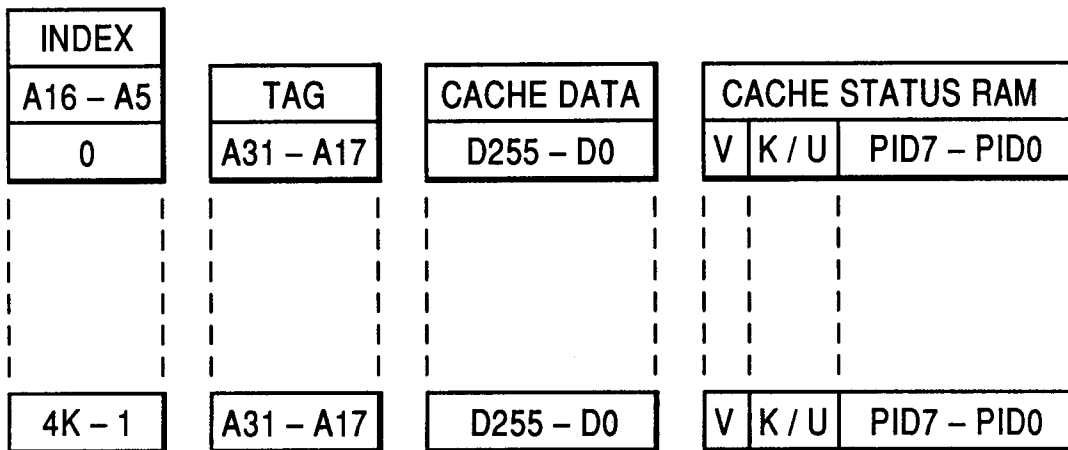 INDEX
A16 – A5 TAG CACHE DATA CACHE STATUS RAM
0 A31 – A17 D255 – D0 V K / U PID7 – PID0
4K – 1 A31 – A17 D255 – D0 V K / U PID7 – PID0